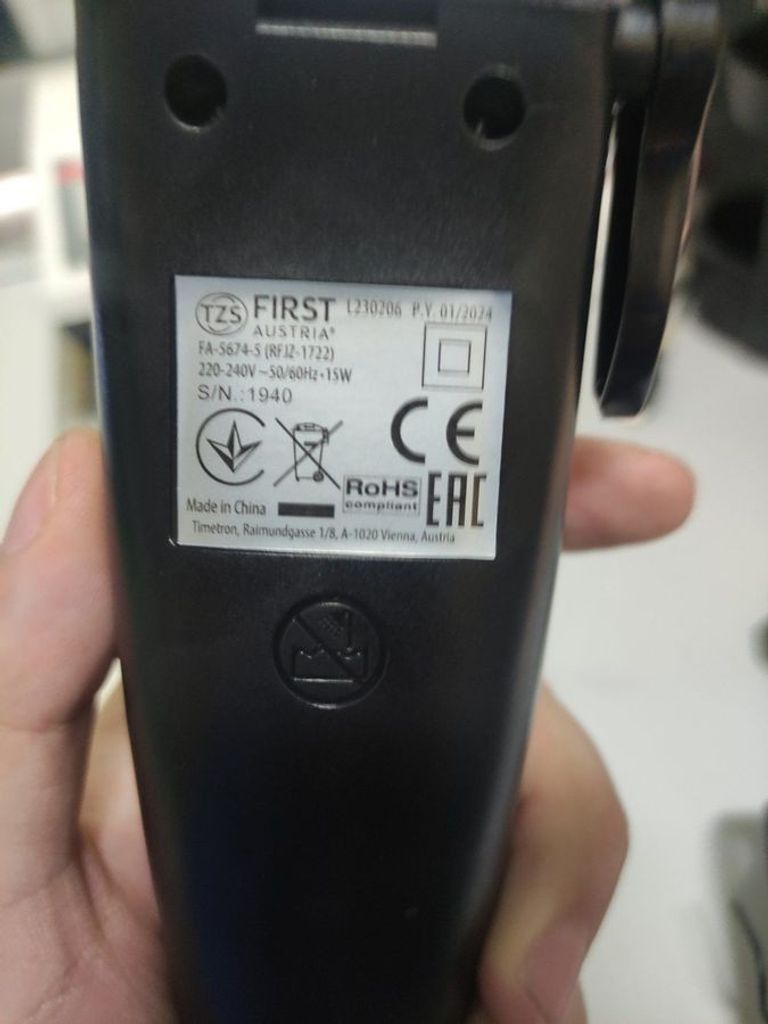 TZS FIRST L230206 P.Y. 01/2024
AUSTRIA®
FA-5674-5 (RFJZ-1722)
220-240V ~50/60Hz • 15W
S/N.:1940
CE
RoHS
compliant
EAC
Made in China
Timetron, Raimundgasse 1/8, A-1020 Vienna, Austria